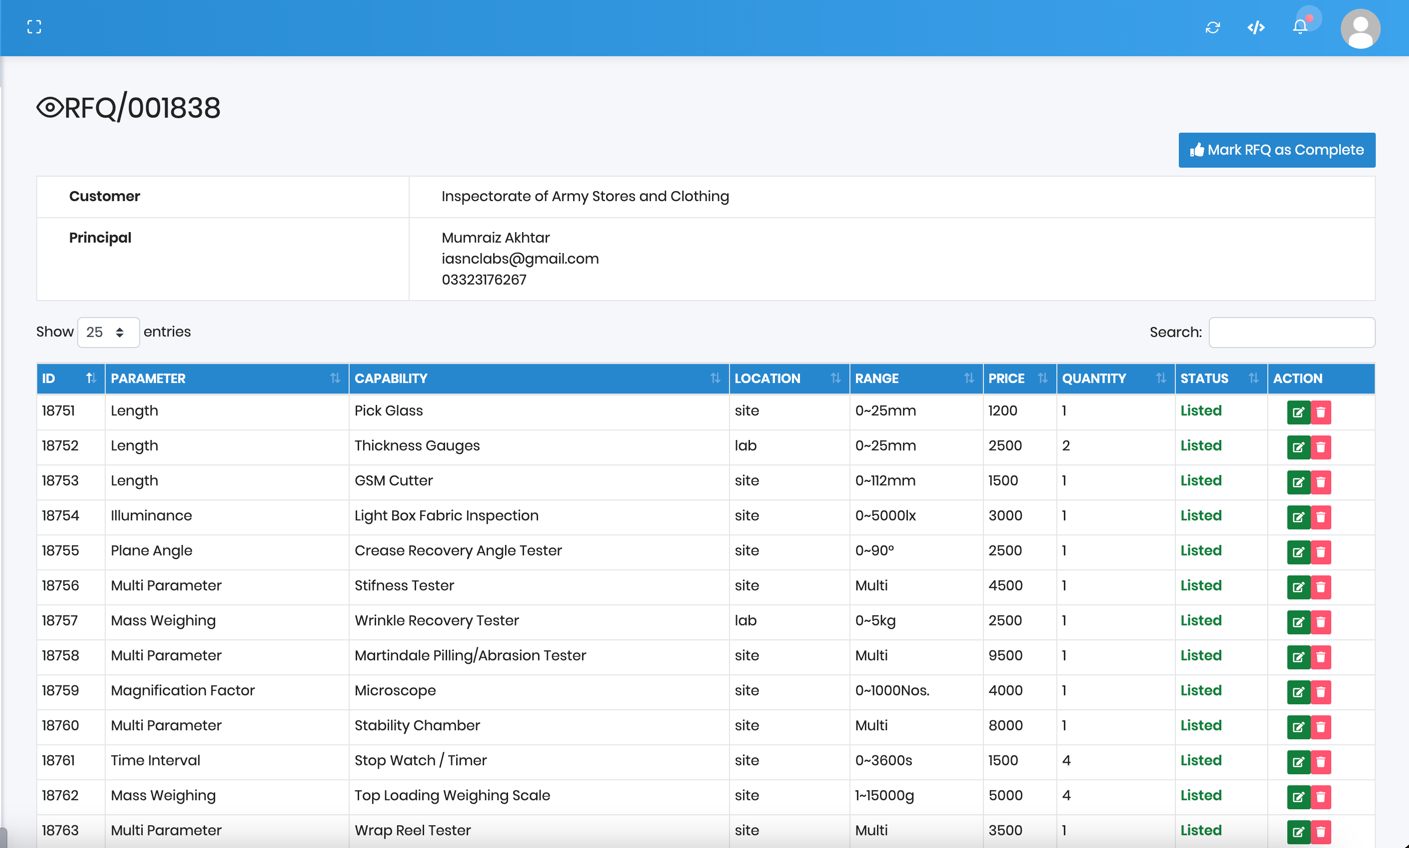 RFQ/001838
Mark RFQ as Complete
Customer Inspectorate of Army Stores and Clothing
Principal Mumraiz Akhtar
iasnclabs@gmail.com
03323176267
Show 25 entries Search:
ID PARAMETER CAPABILITY LOCATION RANGE PRICE QUANTITY STATUS ACTION
18751 Length Pick Glass site 0~25mm 1200 1 Listed
18752 Length Thickness Gauges lab 0~25mm 2500 2 Listed
18753 Length GSM Cutter site 0~112mm 1500 1 Listed
18754 Illuminance Light Box Fabric Inspection site 0~5000lx 3000 1 Listed
18755 Plane Angle Crease Recovery Angle Tester site 0~90° 2500 1 Listed
18756 Multi Parameter Stifness Tester site Multi 4500 1 Listed
18757 Mass Weighing Wrinkle Recovery Tester lab 0~5kg 2500 1 Listed
18758 Multi Parameter Martindale Pilling/Abrasion Tester site Multi 9500 1 Listed
18759 Magnification Factor Microscope site 0~1000Nos. 4000 1 Listed
18760 Multi Parameter Stability Chamber site Multi 8000 1 Listed
18761 Time Interval Stop Watch / Timer site 0~3600s 1500 4 Listed
18762 Mass Weighing Top Loading Weighing Scale site 1~15000g 5000 4 Listed
18763 Multi Parameter Wrap Reel Tester site Multi 3500 1 Listed